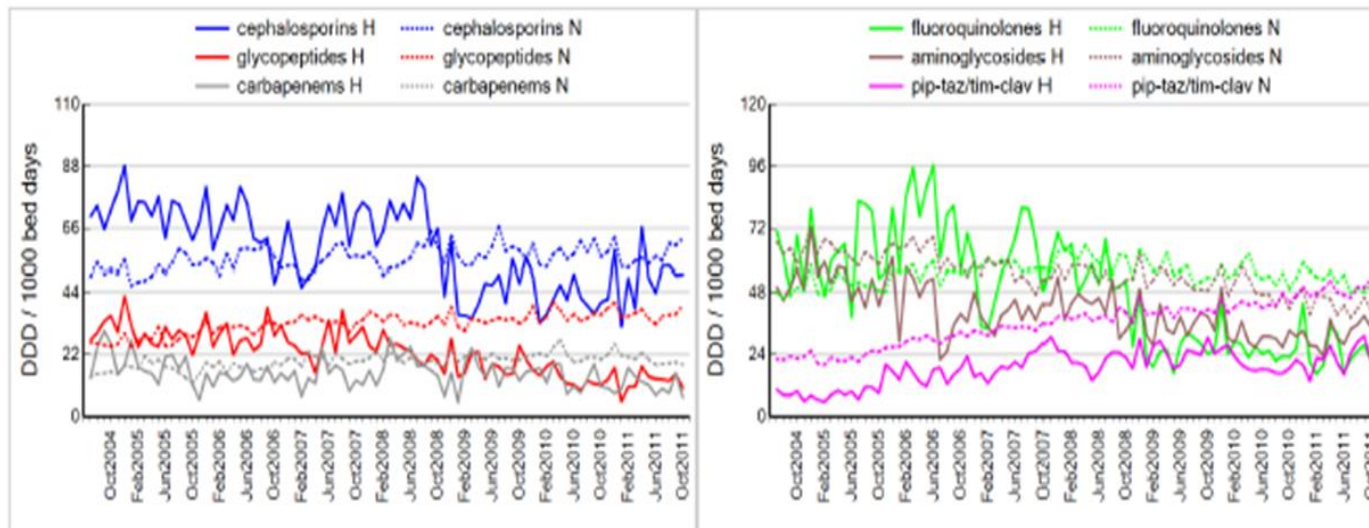 cephalosporins H cephalosporins N
glycopeptides H glycopeptides N
carbapenems H carbapenems N
110
88
66
44
22
0
DDD / 1000 bed days
Oct2004
Feb2005
Jun2005
Oct2005
Feb2006
Jun2006
Oct2006
Feb2007
Jun2007
Oct2007
Feb2008
Jun2008
Oct2008
Feb2009
Jun2009
Oct2009
Feb2010
Jun2010
Oct2010
Feb2011
Jun2011
Oct2011
fluoroquinolones H fluoroquinolones N
aminoglycosides H aminoglycosides N
pip-taz/tim-clav H pip-taz/tim-clav N
120
96
72
48
24
0
DDD / 1000 bed days
Oct2004
Feb2005
Jun2005
Oct2005
Feb2006
Jun2006
Oct2006
Feb2007
Jun2007
Oct2007
Feb2008
Jun2008
Oct2008
Feb2009
Jun2009
Oct2009
Feb2010
Jun2010
Oct2010
Feb2011
Jun2011